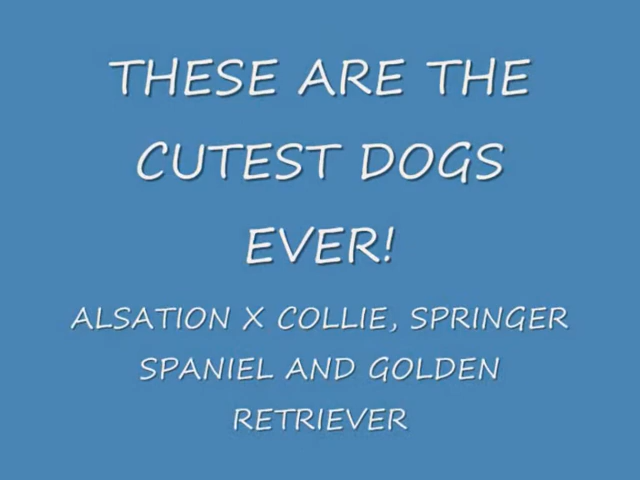 THESE ARE THE
CUTEST DOGS
EVER!
ALSATION X COLLIE, SPRINGER
SPANIEL AND GOLDEN
RETRIEVER